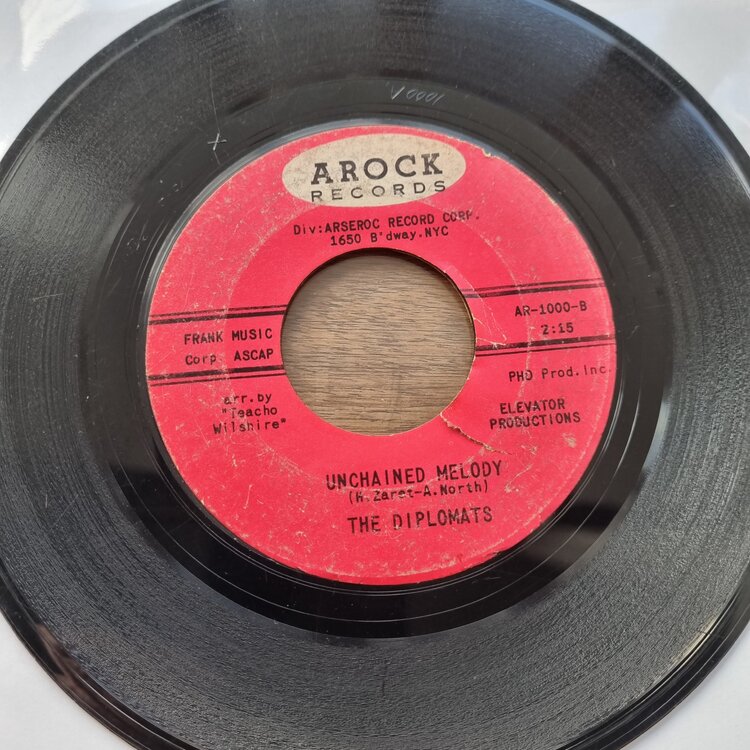 AROCK
RECORDS
Div:ARSEROC RECORD CORP.
1650 B'dway.NYC
FRANK MUSIC
Corp. ASCAP
AR-1000-B
2:15
arr.by
"Teacho
Wilshire"
PHD Prod.Inc.
ELEVATOR
PRODUCTIONS
UNCHAINED MELODY
(H.Zaret-A.North)
THE DIPLOMATS